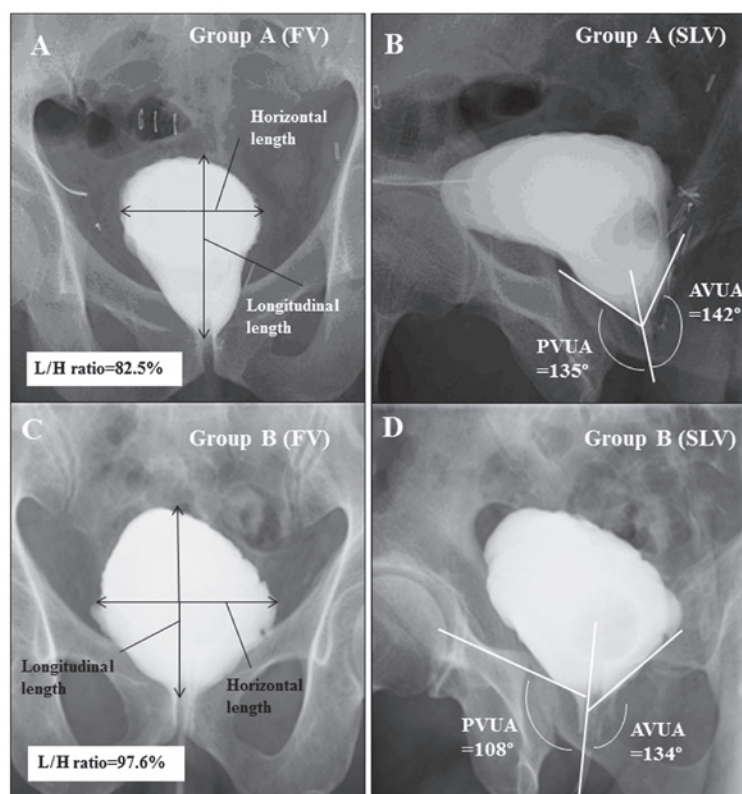 A
Group A (FV)
Horizontal
length
Longitudinal
length
L/H ratio=82.5%
B
Group A (SLV)
AVUA
=142°
PVUA
=135°
C
Group B (FV)
Longitudinal
length
Horizontal
length
L/H ratio=97.6%
D
Group B (SLV)
PVUA
=108°
AVUA
=134°